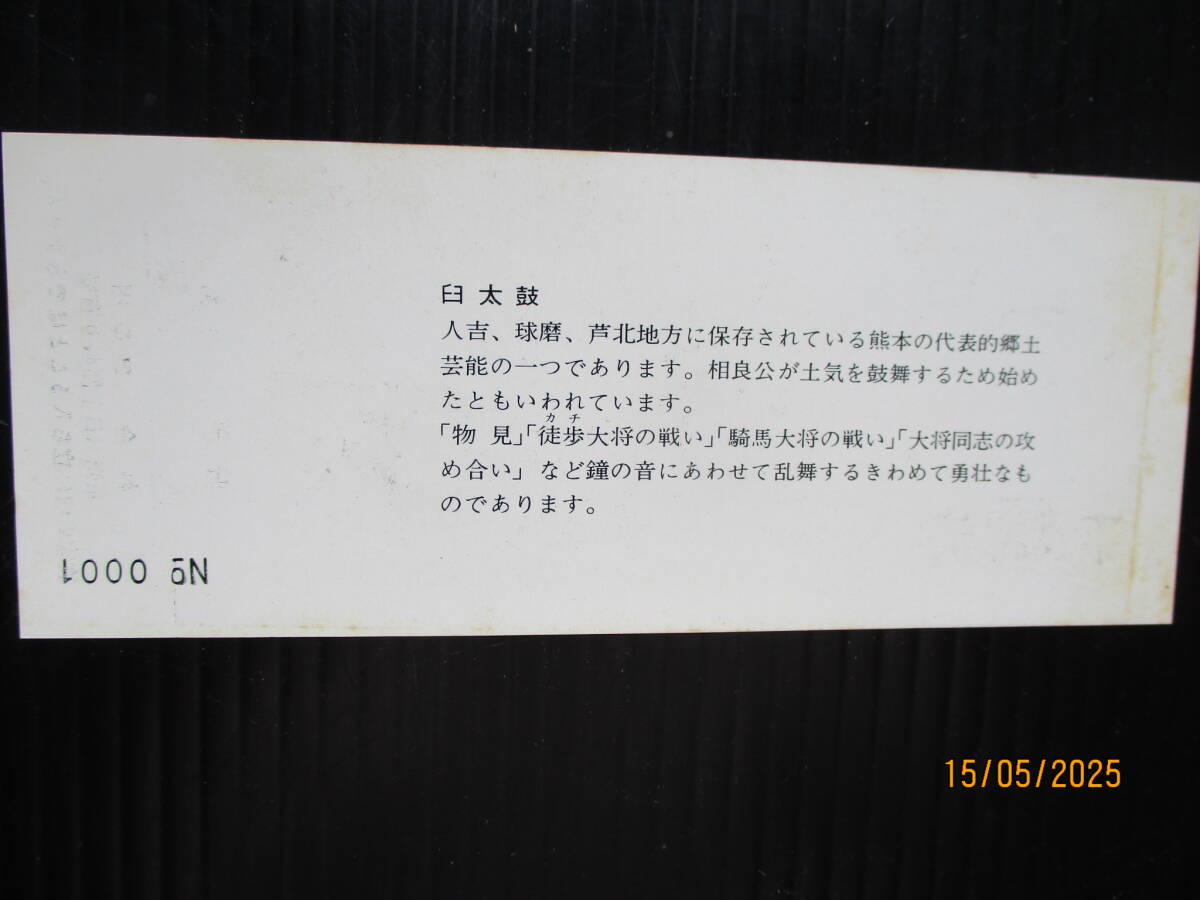 臼太鼓
人吉、球磨、芦北地方に保存されている熊本の代表的郷土
芸能の一つであります。相良公が士気を鼓舞するため始め
たともいわれています。
カチ
「物見」「徒歩大将の戦い」「騎馬大将の戦い」「大将同志の攻
め合い」など鐘の音にあわせて乱舞するきわめて勇壮なも
のであります。
№ 0001
15/05/2025